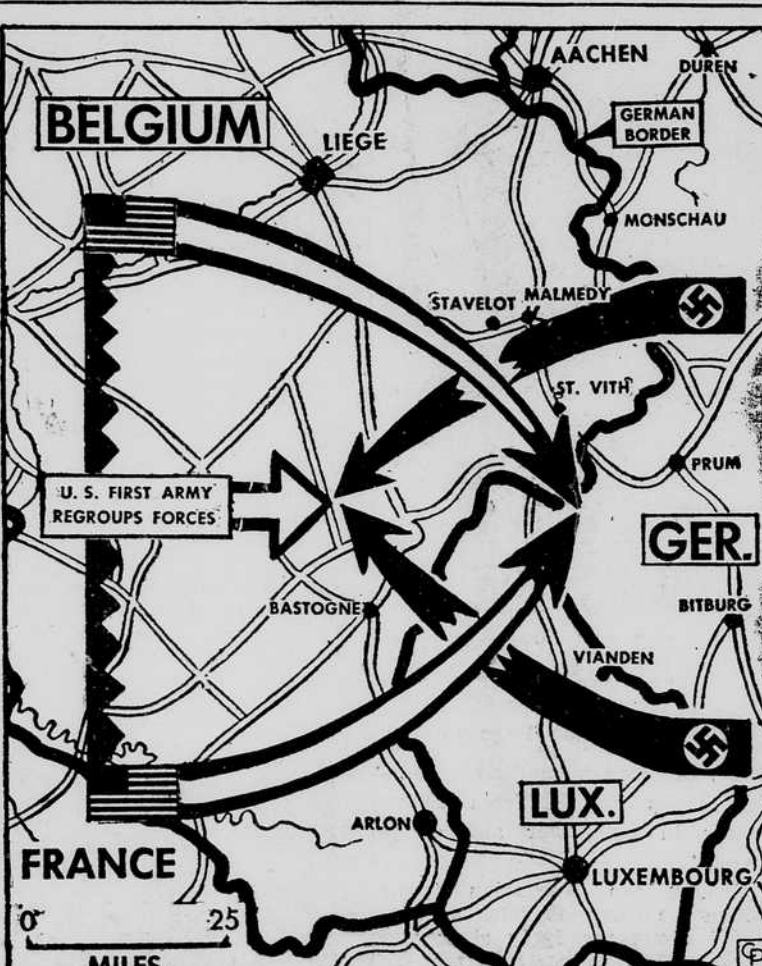 AACHEN
DUREN
BELGIUM
GERMAN
BORDER
LIEGE
MONSCHAU
STAVELOT
MALMEDY
ST. VITH
PRUM
U. S. FIRST ARMY
REGROUPS FORCES
GER.
BASTOGNE
BITBURG
VIANDEN
LUX.
ARLON
FRANCE
LUXEMBOURG
0 25
MILES